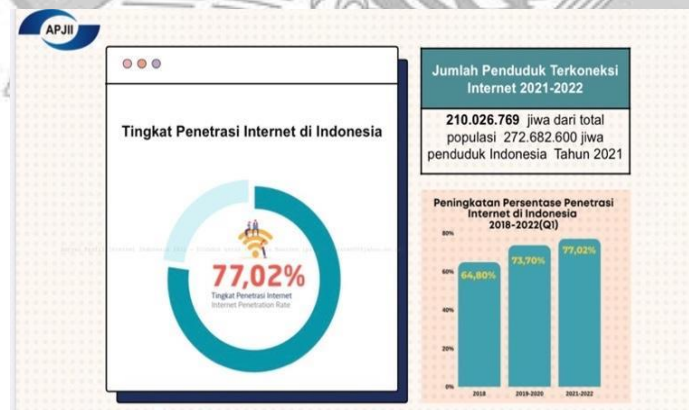 APJII
Tingkat Penetrasi Internet di Indonesia
77,02%
Tingkat Penetrasi Internet
Internet Penetration Rate
Jumlah Penduduk Terkoneksi
Internet 2021-2022
210.026.769 jiwa dari total
populasi 272.682.600 jiwa
penduduk Indonesia Tahun 2021
Peningkatan Persentase Penetrasi
Internet di Indonesia
2018-2022(Q1)
80%
60%
40%
20%
0%
64,80%
73,70%
77,02%
2018
2019-2020
2021-2022